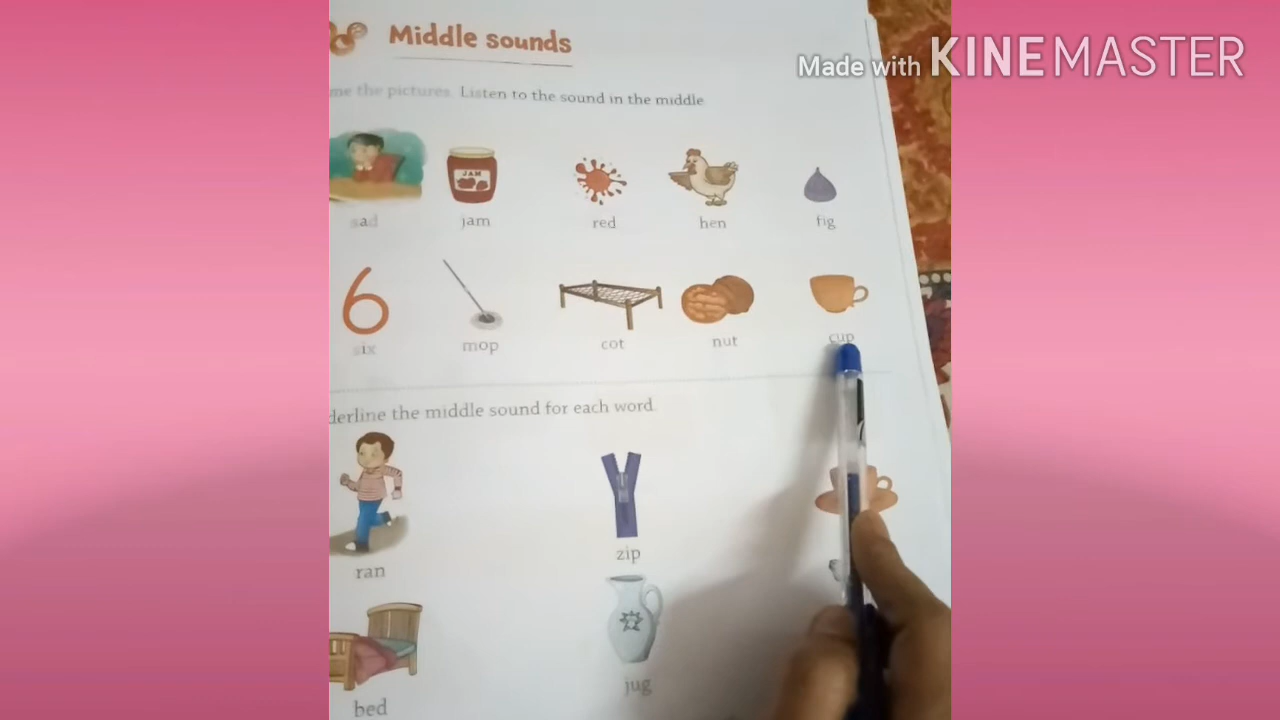 Middle sounds
Made with KINEMASTER
me the pictures. Listen to the sound in the middle
JAM
sad jam red hen fig
6
six mop cot nut cup
derline the middle sound for each word.
ran zip
bed jug